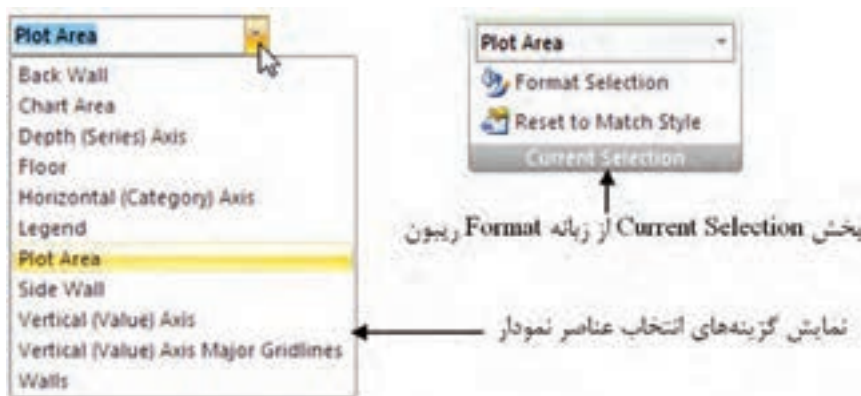 Plot Area
Back Wall
Chart Area
Depth (Series) Axis
Floor
Horizontal (Category) Axis
Legend
Plot Area
Side Wall
Vertical (Value) Axis
Vertical (Value) Axis Major Gridlines
Walls
Plot Area
Format Selection
Reset to Match Style
Current Selection
بخش Current Selection از زبانه Format ریبون
نمایش گزینه‌های انتخاب عناصر نمودار